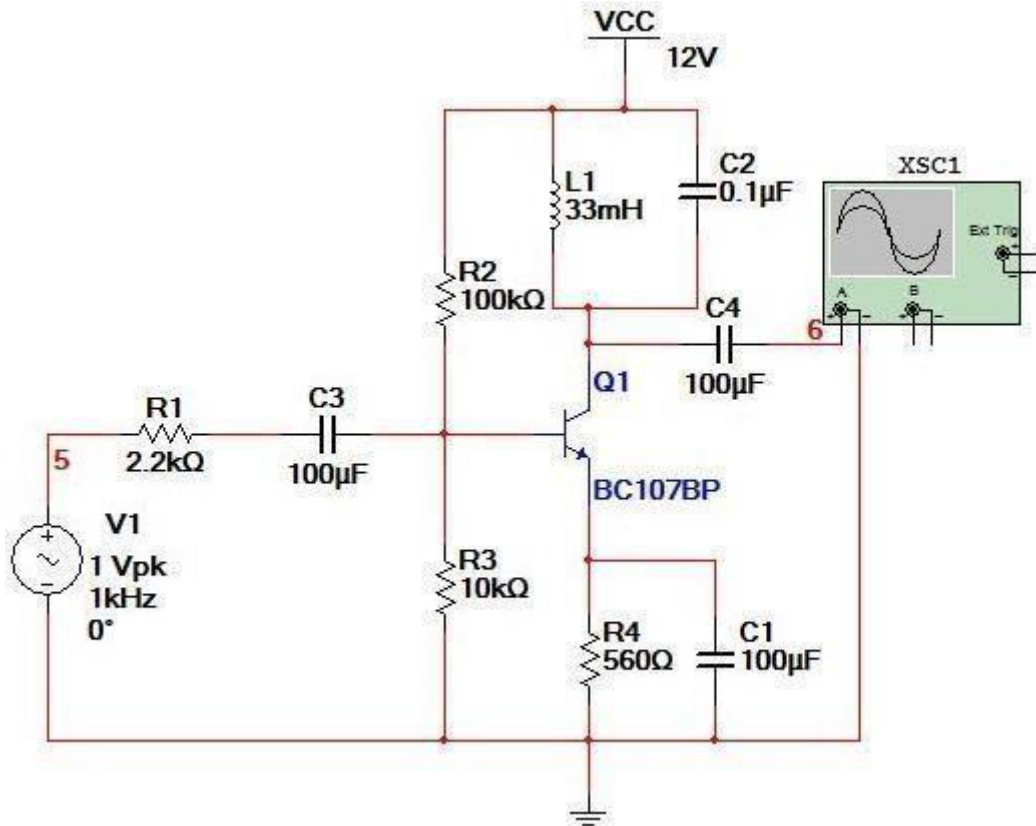 VCC
12V
L1
33mH
C2
0.1µF
XSC1
Ext Trig
+
-
A
B
+
-
+
-
6
R2
100kΩ
C4
100µF
Q1
BC107BP
R1
2.2kΩ
C3
100µF
5
V1
1 Vpk
1kHz
0°
+
-
R3
10kΩ
R4
560Ω
C1
100µF